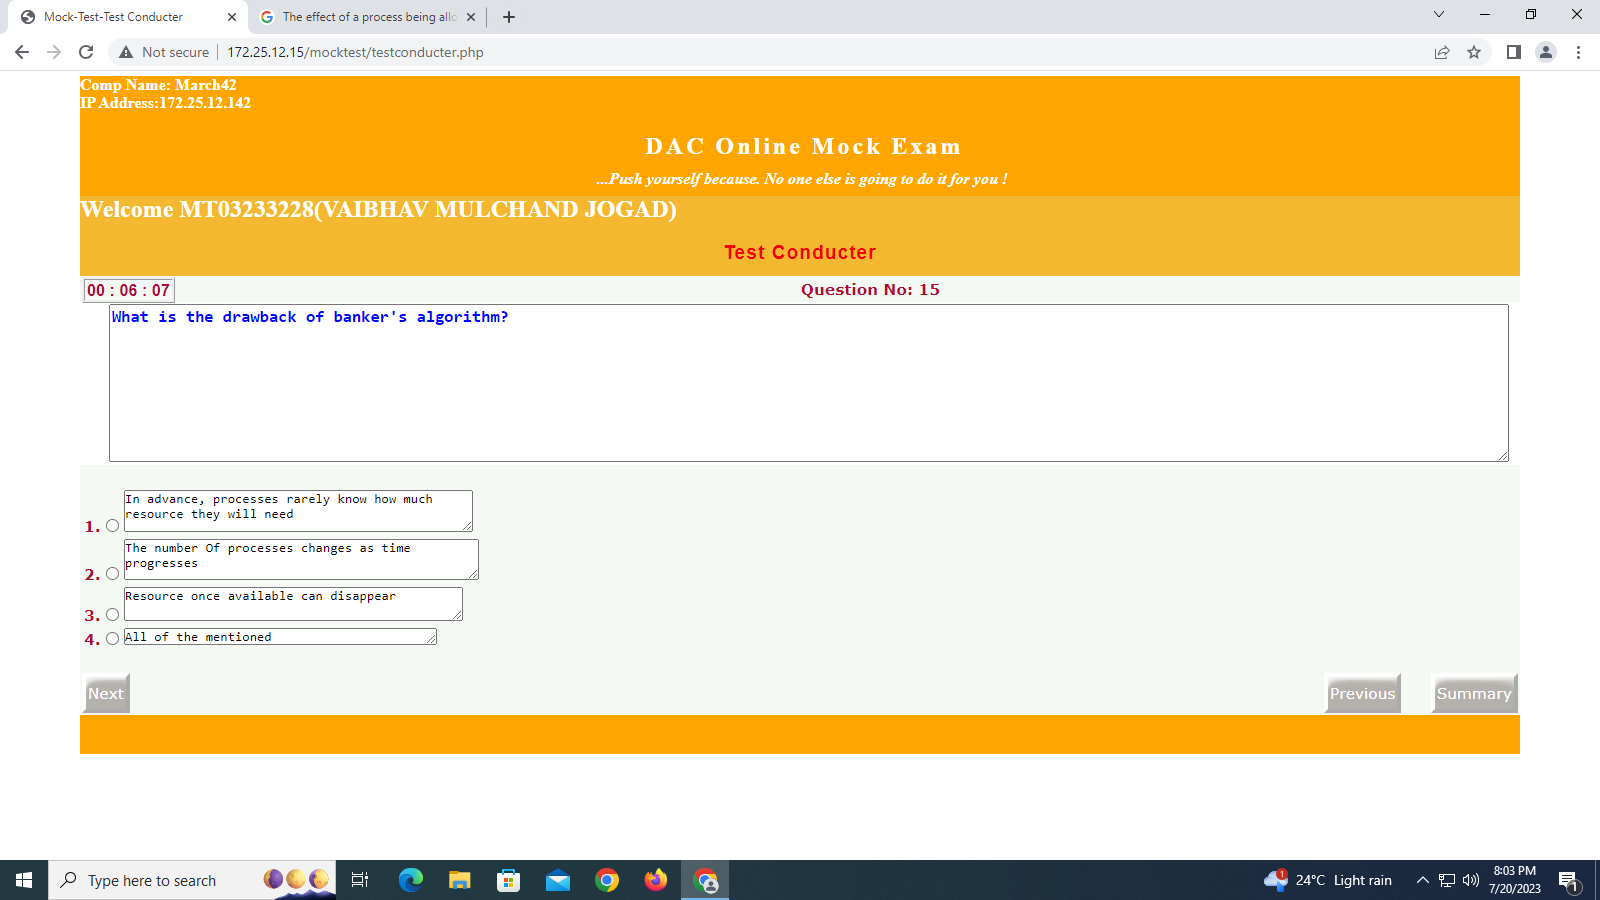 Mock-Test-Test Conducter
The effect of a process being allo
Not secure
172.25.12.15/mocktest/testconducter.php
Comp Name: March42
IP Address:172.25.12.142
DAC Online Mock Exam
...Push yourself because. No one else is going to do it for you !
Welcome MT03233228(VAIBHAV MULCHAND JOGAD)
Test Conducter
00 : 06 : 07
Question No: 15
What is the drawback of banker's algorithm?
In advance, processes rarely know how much
resource they will need
1.
The number Of processes changes as time
progresses
2.
Resource once available can disappear
3.
4. All of the mentioned
Next
Previous
Summary
Type here to search
1
24°C Light rain
8:03 PM
7/20/2023
1